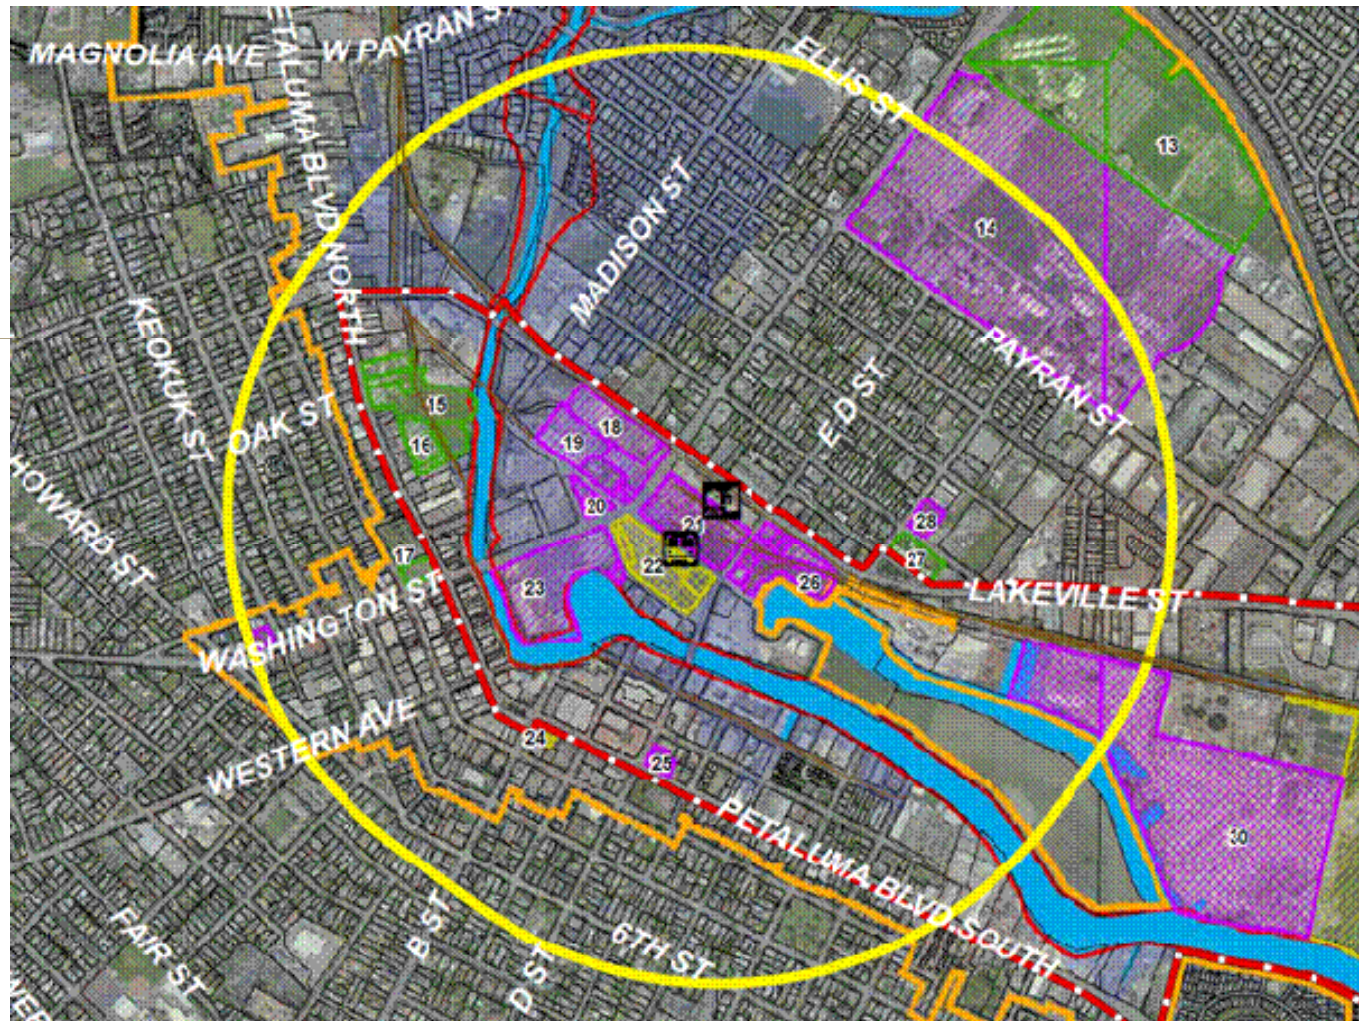 MAGNOLIA AVE
W PAYRAN ST
ELLIS ST
ETALUMA BLVD NORTH
13
MADISON ST
14
KEOKUK ST
PAYRAN ST
E D ST
OAK ST
15
16
18
19
HOWARD ST
20
21
28
17
22
27
23
26
LAKEVILLE ST
WASHINGTON ST
WESTERN AVE
24
25
PETALUMA BLVD SOUTH
FAIR ST
B ST
D ST
6TH ST